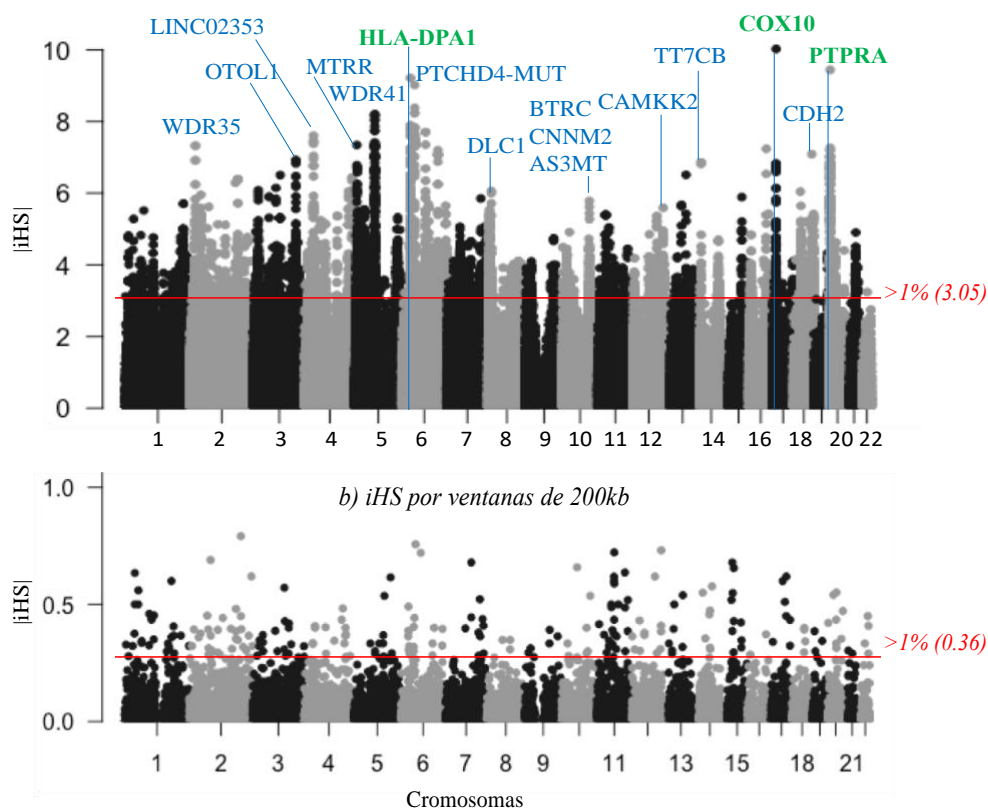 LINC02353
HLA-DPA1
COX10
OTOL1
MTRR
PTCHD4-MUT
TT7CB
PTPRA
WDR41
WDR35
DLC1
BTRC
CNNM2
AS3MT
CAMKK2
CDH2
|iHS|
10
8
6
4
2
0
>1% (3.05)
1 2 3 4 5 6 7 8 9 10 11 12 14 16 18 20 22
b) iHS por ventanas de 200kb
|iHS|
1.0
0.5
0.0
>1% (0.36)
1 2 3 4 5 6 7 8 9 10 11 13 15 18 21
Cromosomas